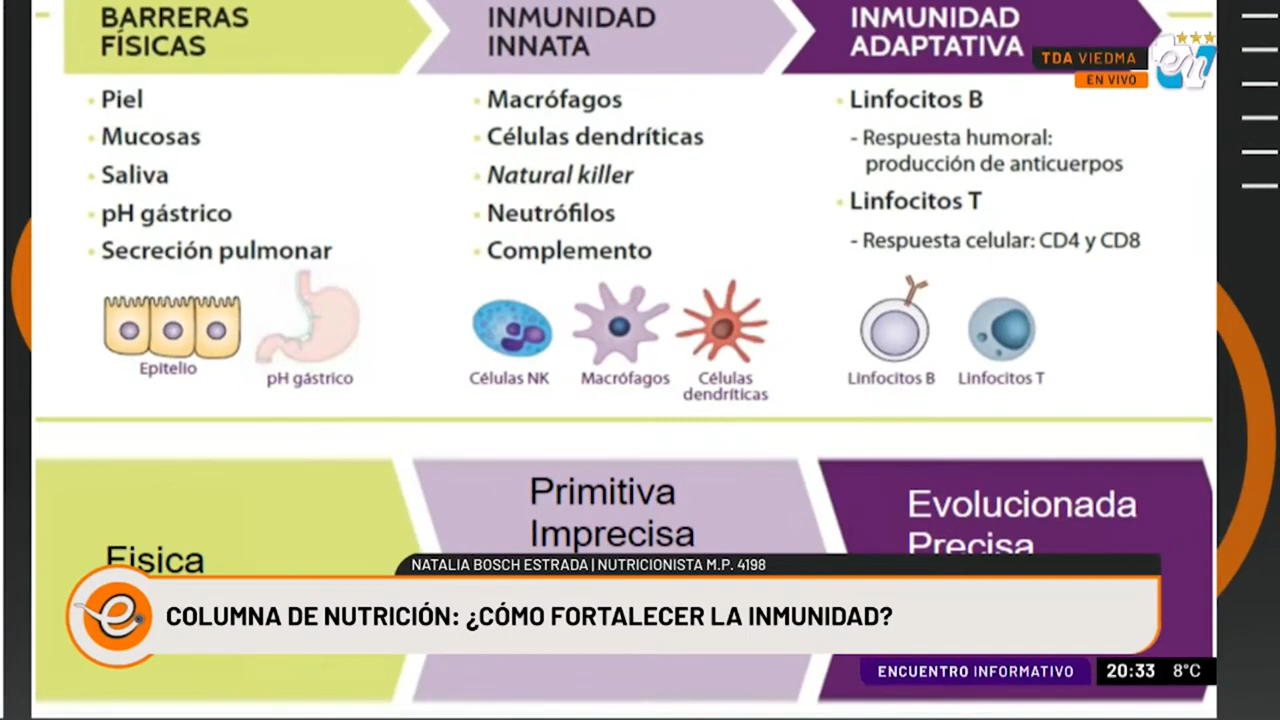 BARRERAS
FÍSICAS
INMUNIDAD
INNATA
INMUNIDAD
ADAPTATIVA
TDA VIEDMA
EN VIVO
Piel
Mucosas
Saliva
pH gástrico
Secreción pulmonar
Macrófagos
Células dendríticas
Natural killer
Neutrófilos
Complemento
Linfocitos B
- Respuesta humoral:
producción de anticuerpos
Linfocitos T
- Respuesta celular: CD4 y CD8
Epitelio
pH gástrico
Células NK
Macrófagos
Células
dendríticas
Linfocitos B
Linfocitos T
Fisica
Primitiva
Imprecisa
Evolucionada
Precisa
NATALIA BOSCH ESTRADA | NUTRICIONISTA M.P. 4198
COLUMNA DE NUTRICIÓN: ¿CÓMO FORTALECER LA INMUNIDAD?
ENCUENTRO INFORMATIVO
20:33 8°C